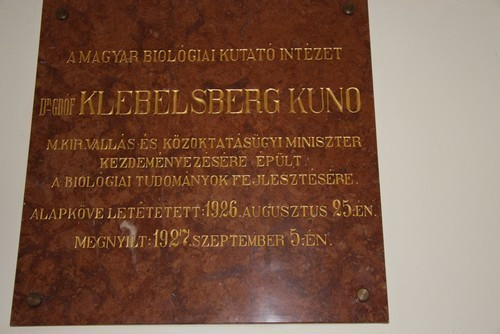 A MAGYAR BIOLÓGIAI KUTATÓ INTÉZET
DR. GRÓF KLEBELSBERG KUNO
M. KIR. VALLÁS ÉS KÖZOKTATÁSÜGYI MINISZTER
KEZDEMÉNYEZÉSÉRE ÉPÜLT
A BIOLÓGIAI TUDOMÁNYOK FEJLESZTÉSÉRE.
ALAPKÖVE LETÉTETETT: 1926. AUGUSZTUS 25:ÉN.
MEGNYILT: 1927. SZEPTEMBER 5:ÉN.